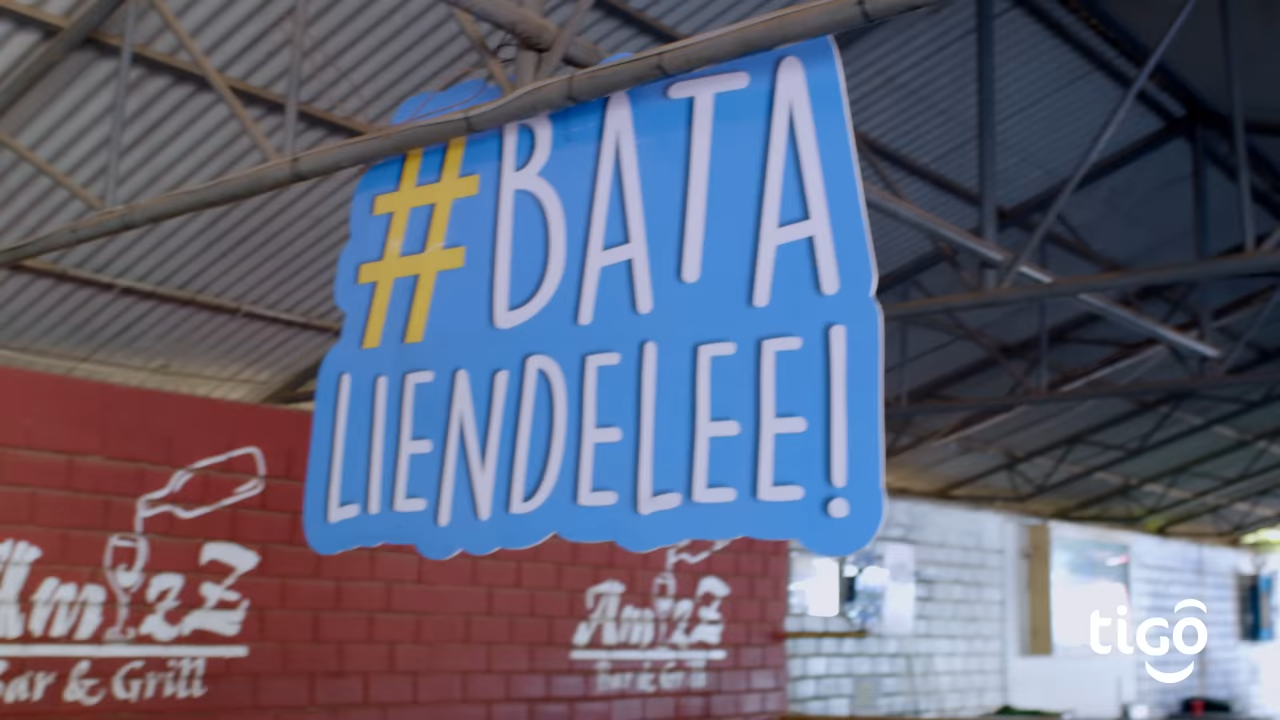 #BATA
LIENDELEE!
AmizZ
Bar & Grill
AmizZ
Bar & Grill
tigo